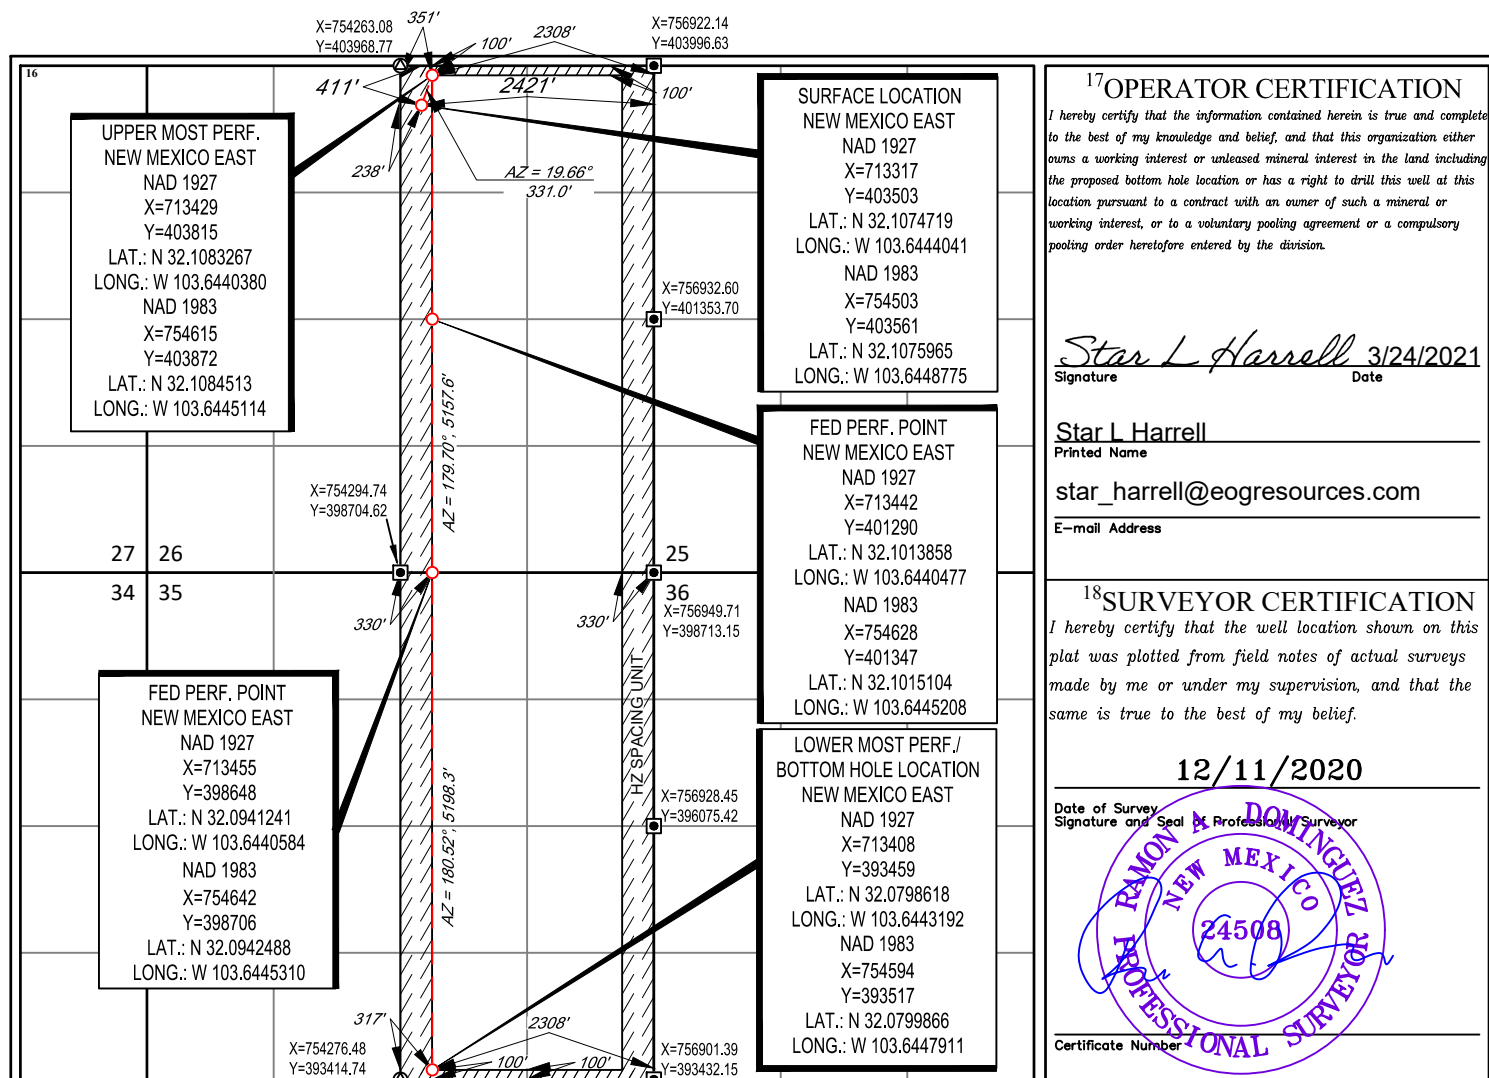 X=754263.08
Y=403968.77
351'
100'
2308'
X=756922.14
Y=403996.63
16
411'
2421'
100'
238'
AZ = 19.66°
331.0'
UPPER MOST PERF.
NEW MEXICO EAST
NAD 1927
X=713429
Y=403815
LAT.: N 32.1083267
LONG.: W 103.6440380
NAD 1983
X=754615
Y=403872
LAT.: N 32.1084513
LONG.: W 103.6445114
SURFACE LOCATION
NEW MEXICO EAST
NAD 1927
X=713317
Y=403503
LAT.: N 32.1074719
LONG.: W 103.6444041
NAD 1983
X=754503
Y=403561
LAT.: N 32.1075965
LONG.: W 103.6448775
X=756932.60
Y=401353.70
AZ = 179.70°, 5157.6'
FED PERF. POINT
NEW MEXICO EAST
NAD 1927
X=713442
Y=401290
LAT.: N 32.1013858
LONG.: W 103.6440477
NAD 1983
X=754628
Y=401347
LAT.: N 32.1015104
LONG.: W 103.6445208
X=754294.74
Y=398704.62
27 26
34 35
25
36
330'
330'
X=756949.71
Y=398713.15
HZ SPACING UNIT
FED PERF. POINT
NEW MEXICO EAST
NAD 1927
X=713455
Y=398648
LAT.: N 32.0941241
LONG.: W 103.6440584
NAD 1983
X=754642
Y=398706
LAT.: N 32.0942488
LONG.: W 103.6445310
AZ = 180.52°, 5198.3'
X=756928.45
Y=396075.42
LOWER MOST PERF./
BOTTOM HOLE LOCATION
NEW MEXICO EAST
NAD 1927
X=713408
Y=393459
LAT.: N 32.0798618
LONG.: W 103.6443192
NAD 1983
X=754594
Y=393517
LAT.: N 32.0799866
LONG.: W 103.6447911
317'
2308'
X=754276.48
Y=393414.74
100'
100'
X=756901.39
Y=393432.15
17 OPERATOR CERTIFICATION
I hereby certify that the information contained herein is true and complete
to the best of my knowledge and belief, and that this organization either
owns a working interest or unleased mineral interest in the land including
the proposed bottom hole location or has a right to drill this well at this
location pursuant to a contract with an owner of such a mineral or
working interest, or to a voluntary pooling agreement or a compulsory
pooling order heretofore entered by the division.
Star L Harrell 3/24/2021
Signature Date
Star L Harrell
Printed Name
star_harrell@eogresources.com
E-mail Address
18 SURVEYOR CERTIFICATION
I hereby certify that the well location shown on this
plat was plotted from field notes of actual surveys
made by me or under my supervision, and that the
same is true to the best of my belief.
12/11/2020
Date of Survey
Signature and Seal of Professional Surveyor
RAMON A. DOMINGUEZ
NEW MEXICO
24508
PROFESSIONAL SURVEYOR
Certificate Number